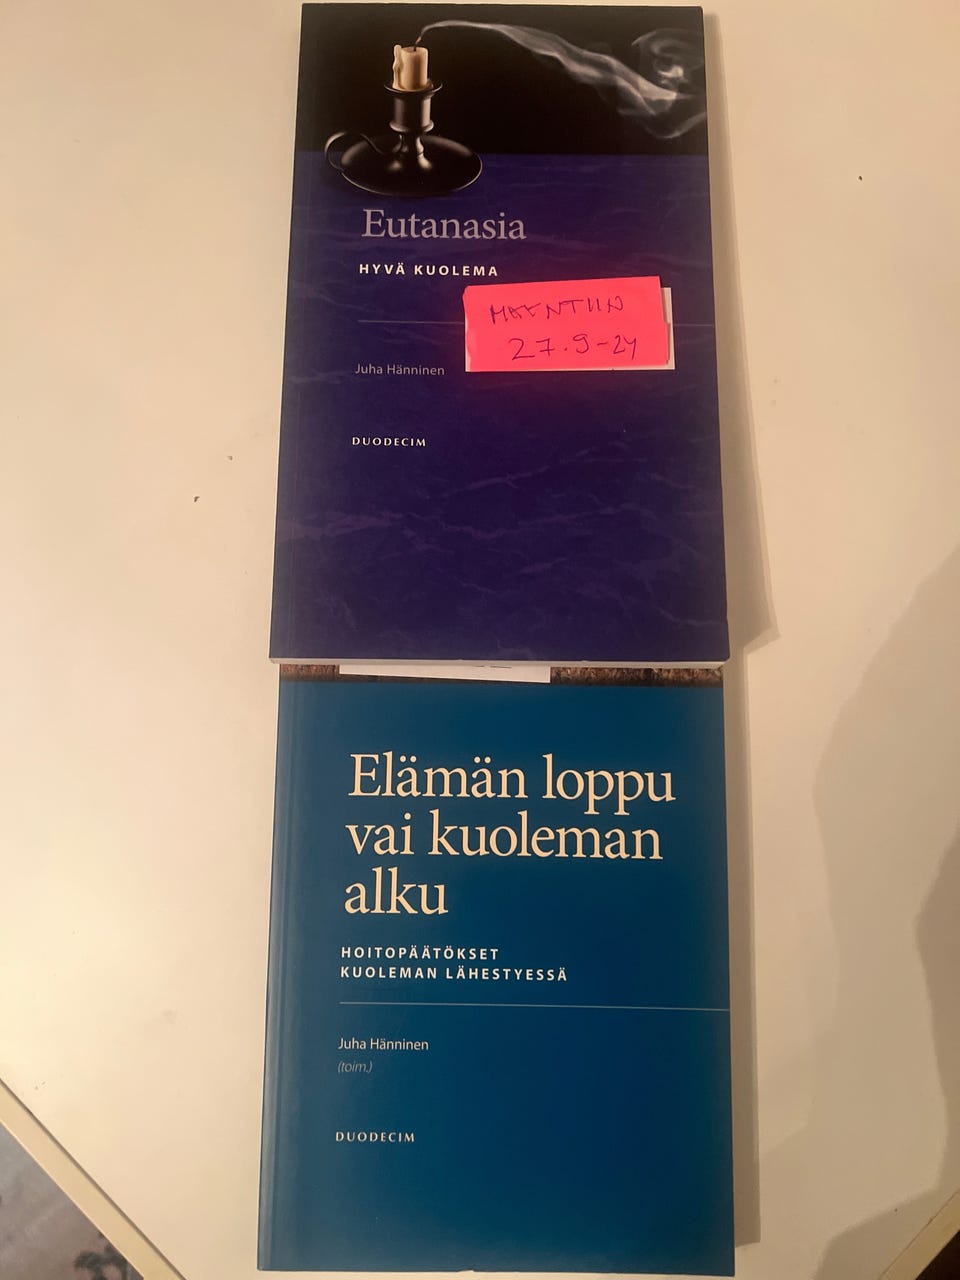 Eutanasia
HYVÄ KUOLEMA
27.9-24
Juha Hänninen
DUODECIM
Elämän loppu
vai kuoleman
alku
HOITOPÄÄTÖKSET
KUOLEMAN LÄHESTYESSÄ
Juha Hänninen
(toim.)
DUODECIM